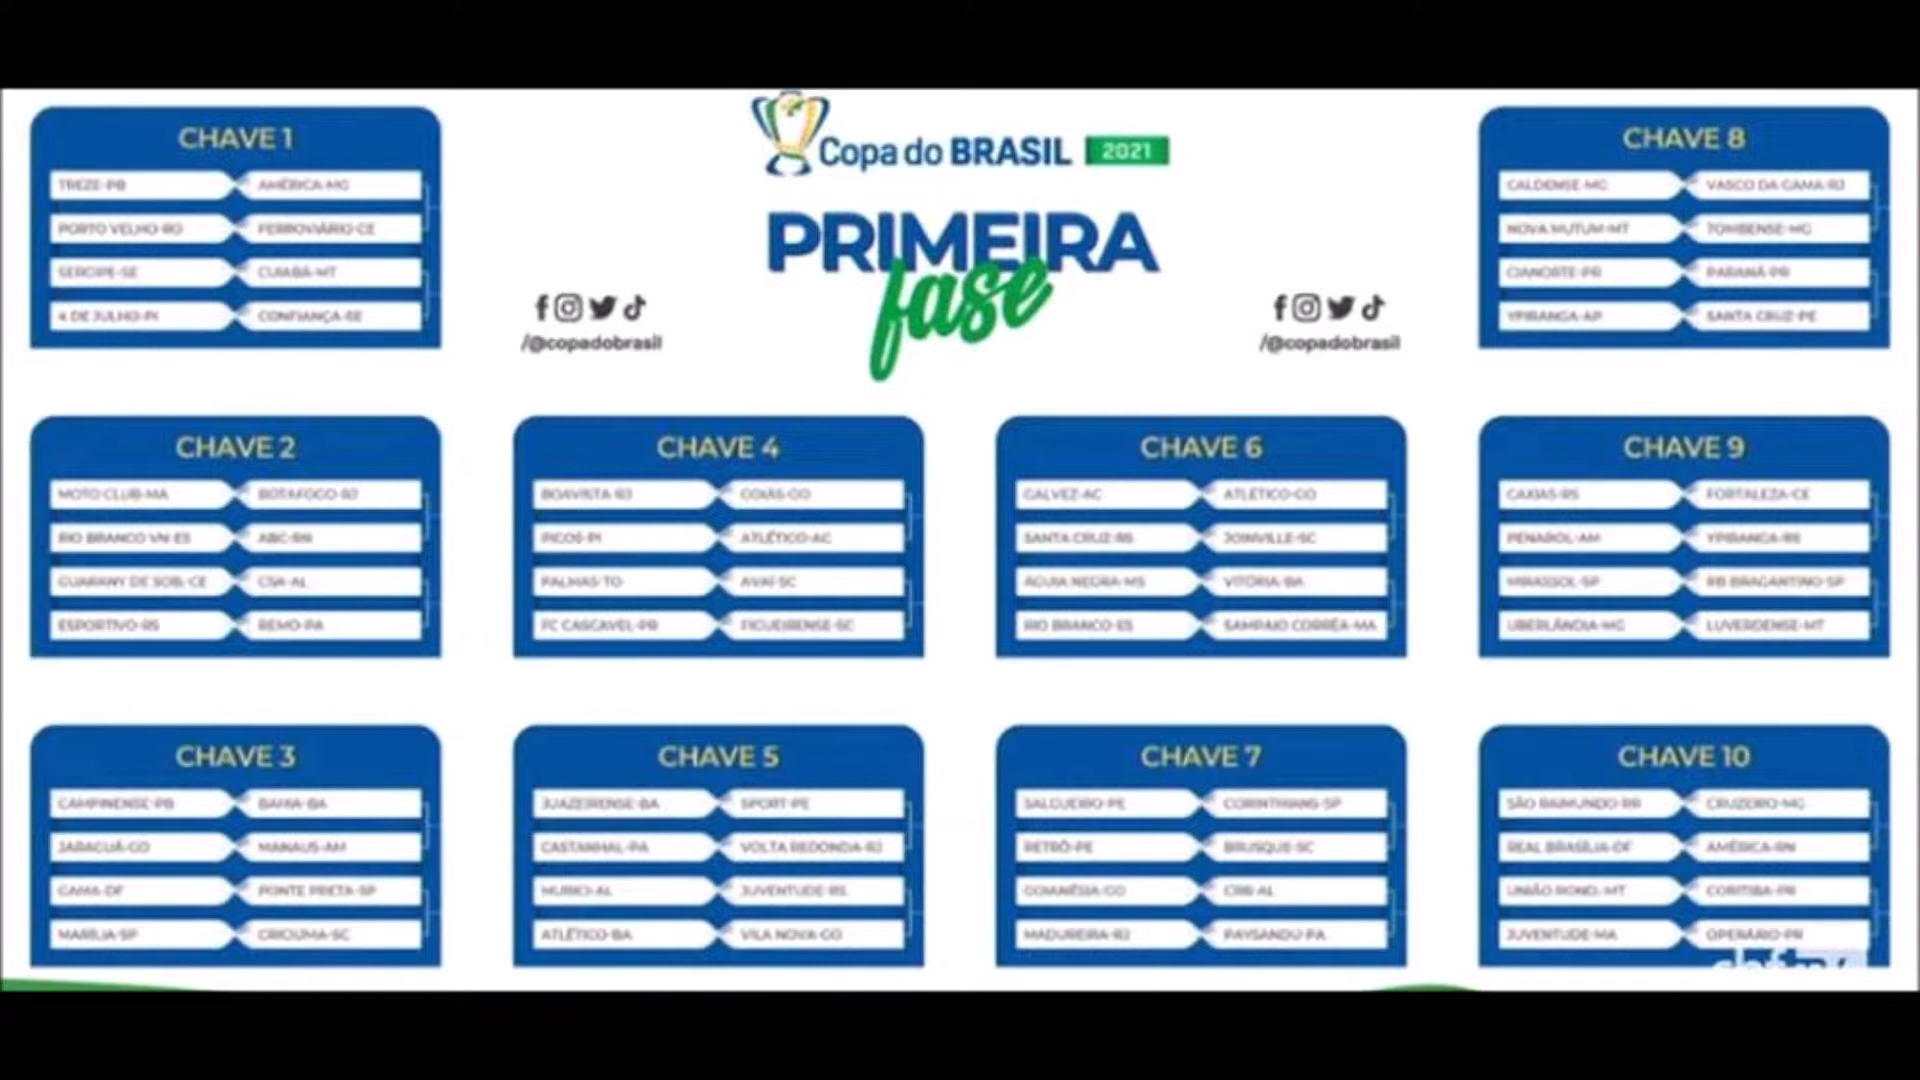 CHAVE 1
TREZE-PB AMÉRICA-MG
PORTO VELHO-RO FERROVIÁRIO-CE
SERGIPE-SE CUIABÁ-MT
4 DE JULHO-PI CONFIANÇA-SE
Copa do BRASIL 2021
PRIMEIRA
fase
/@copadobrasil
/@copadobrasil
CHAVE 8
CALDENSE-MG VASCO DA GAMA-RJ
NOVA MUTUM-MT TOMBENSE-MG
CIANORTE-PR PARANÁ-PR
YPIRANGA-AP SANTA CRUZ-PE
CHAVE 2
MOTO CLUB-MA BOTAFOGO-RJ
RIO BRANCO VN-ES ABC-RN
GUARANY DE SOB.-CE CSA-AL
ESPORTIVO-RS REMO-PA
CHAVE 4
BOAVISTA-RJ GOIÁS-GO
PICOS-PI ATLÉTICO-AC
PALMAS-TO AVAÍ-SC
FC CASCAVEL-PR FIGUEIRENSE-SC
CHAVE 6
GALVEZ-AC ATLÉTICO-GO
SANTA CRUZ-RS JOINVILLE-SC
ÁGUIA NEGRA-MS VITÓRIA-BA
RIO BRANCO-ES SAMPAIO CORRÊA-MA
CHAVE 9
CAXIAS-RS FORTALEZA-CE
PENAROL-AM YPIRANGA-RS
MIRASSOL-SP RB BRAGANTINO-SP
UBERLÂNDIA-MG LUVERDENSE-MT
CHAVE 3
CAMPINENSE-PB BAHIA-BA
JARAGUÁ-GO MANAUS-AM
GAMA-DF PONTE PRETA-SP
MARÍLIA-SP CRICIÚMA-SC
CHAVE 5
JUAZEIRENSE-BA SPORT-PE
CASTANHAL-PA VOLTA REDONDA-RJ
MURICI-AL JUVENTUDE-RS
ATLÉTICO-BA VILA NOVA-GO
CHAVE 7
SALGUEIRO-PE CORINTHIANS-SP
RETRÔ-PE BRUSQUE-SC
GOIANÉSIA-GO CRB-AL
MADUREIRA-RJ PAYSANDU-PA
CHAVE 10
SÃO RAIMUNDO-RR CRUZEIRO-MG
REAL BRASÍLIA-DF AMÉRICA-RN
UNIÃO ROND.-MT CORITIBA-PR
JUVENTUDE-MA OPERÁRIO-PR